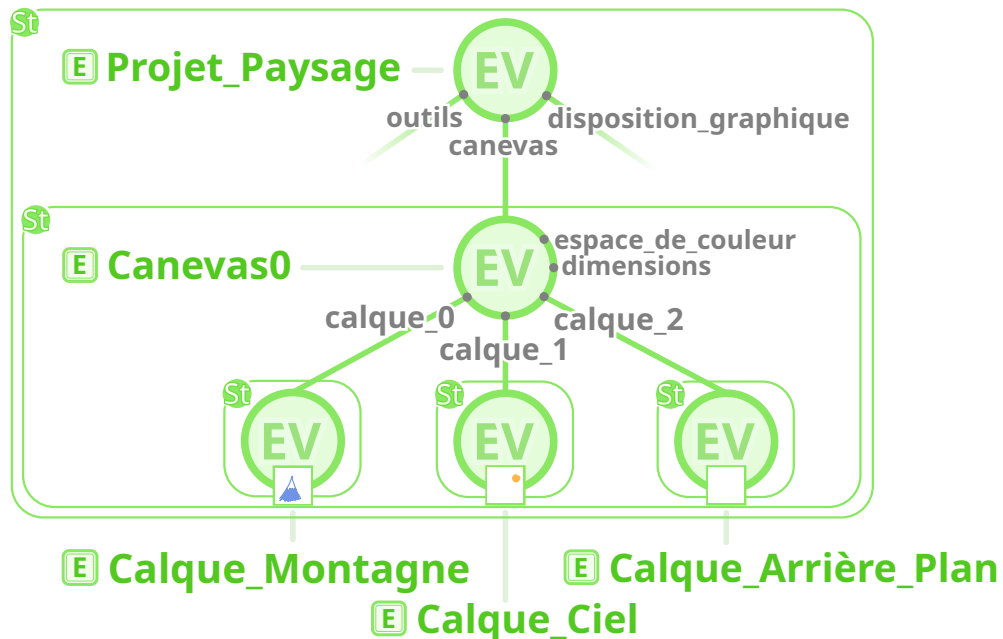 St
E Projet_Paysage
EV
outils
disposition_graphique
canevas
St
E Canevas0
EV
espace_de_couleur
dimensions
calque_0
calque_2
calque_1
St
EV
St
EV
St
EV
E Calque_Montagne
E Calque_Arrière_Plan
E Calque_Ciel